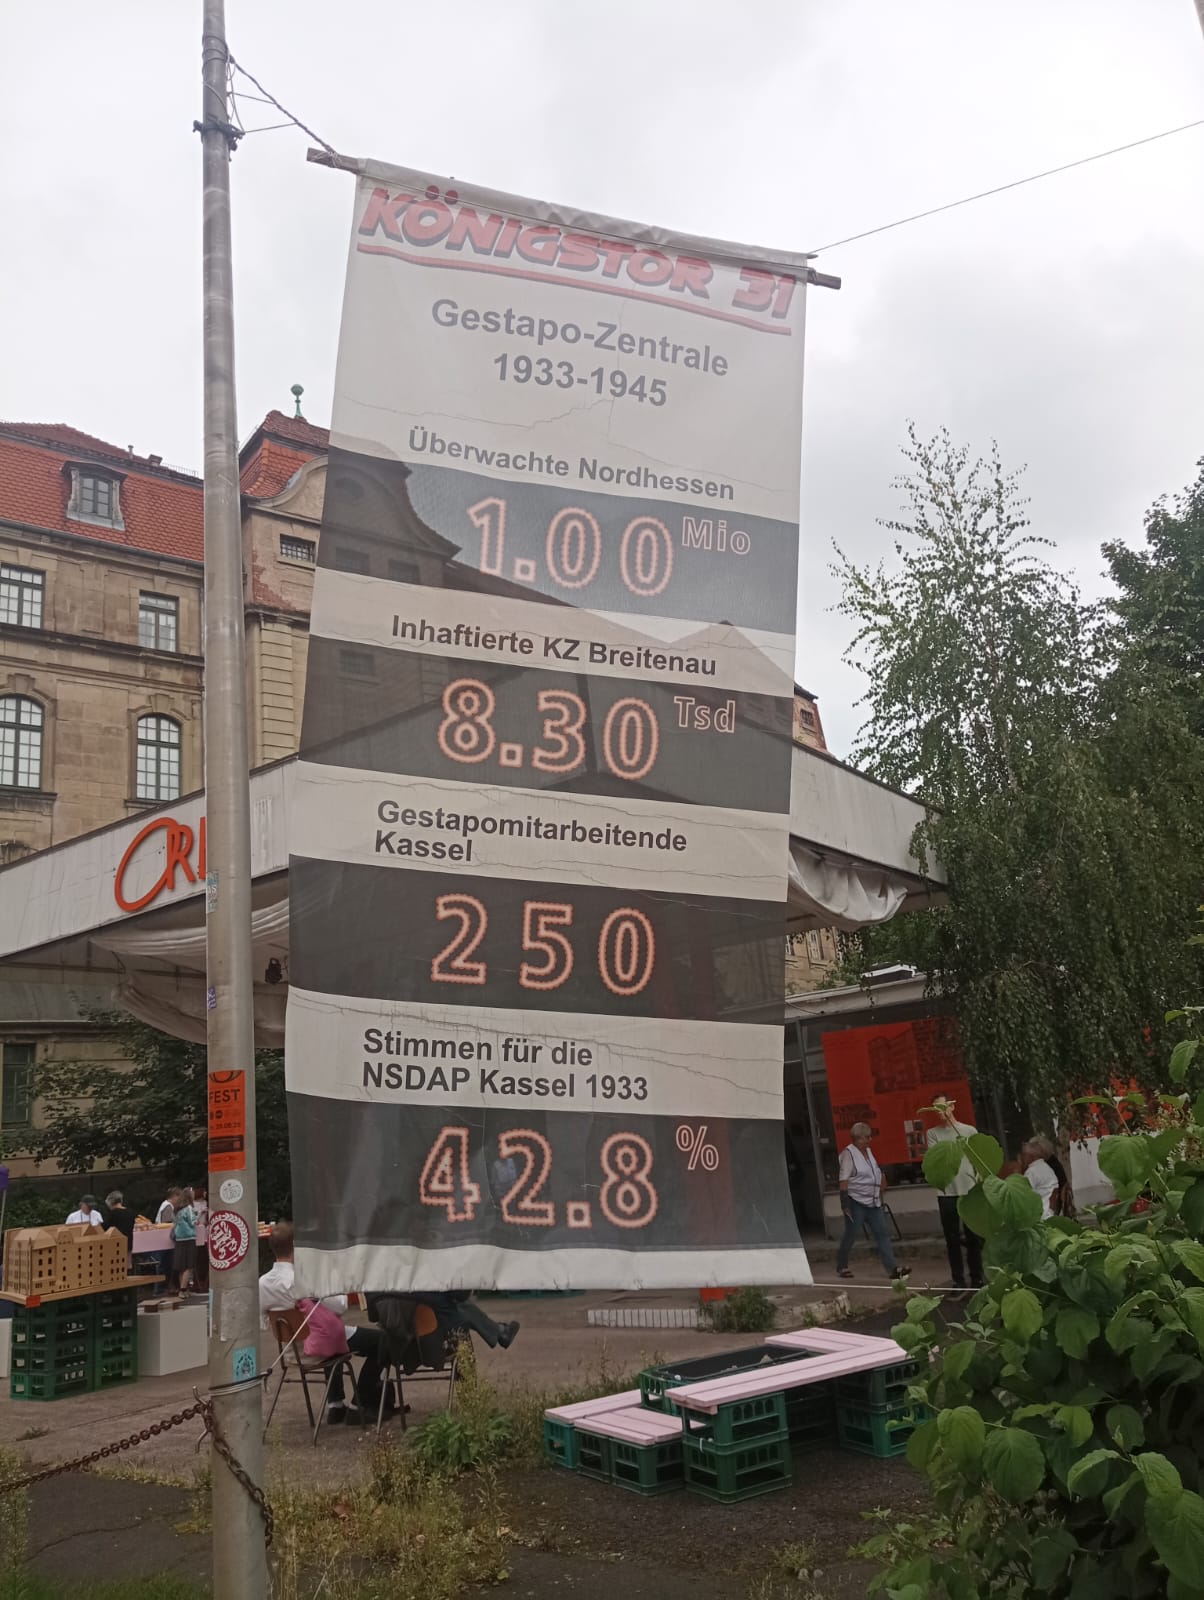 KÖNIGSTOR 31
Gestapo-Zentrale
1933-1945
Überwachte Nordhessen
1.00 Mio
Inhaftierte KZ Breitenau
8.30 Tsd
Gestapomitarbeitende
Kassel
250
Stimmen für die
NSDAP Kassel 1933
42.8 %
FEST